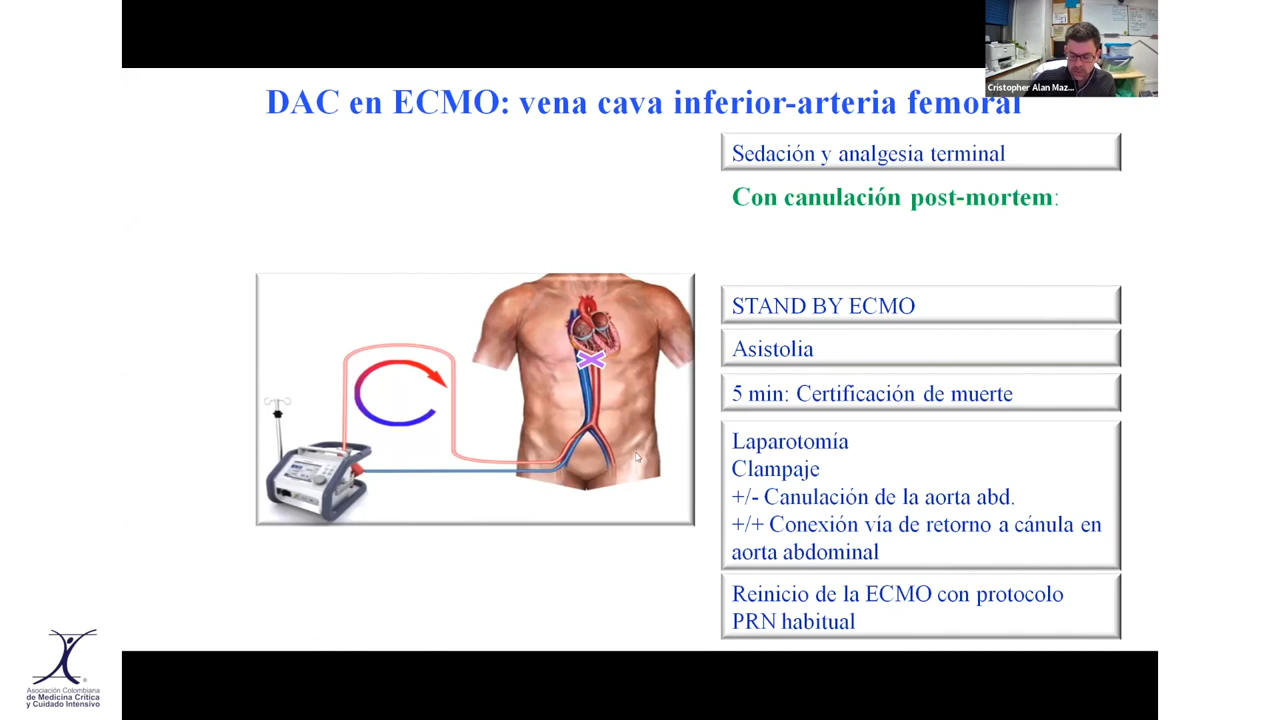 Cristopher Alan Maz...
DAC en ECMO: vena cava inferior-arteria femoral
Sedación y analgesia terminal
Con canulación post-mortem:
STAND BY ECMO
Asistolia
5 min: Certificación de muerte
Laparotomía
Clampaje
+/- Canulación de la aorta abd.
+/+ Conexión vía de retorno a cánula en
aorta abdominal
Reinicio de la ECMO con protocolo
PRN habitual
Asociación Colombiana
de Medicina Crítica
y Cuidado Intensivo